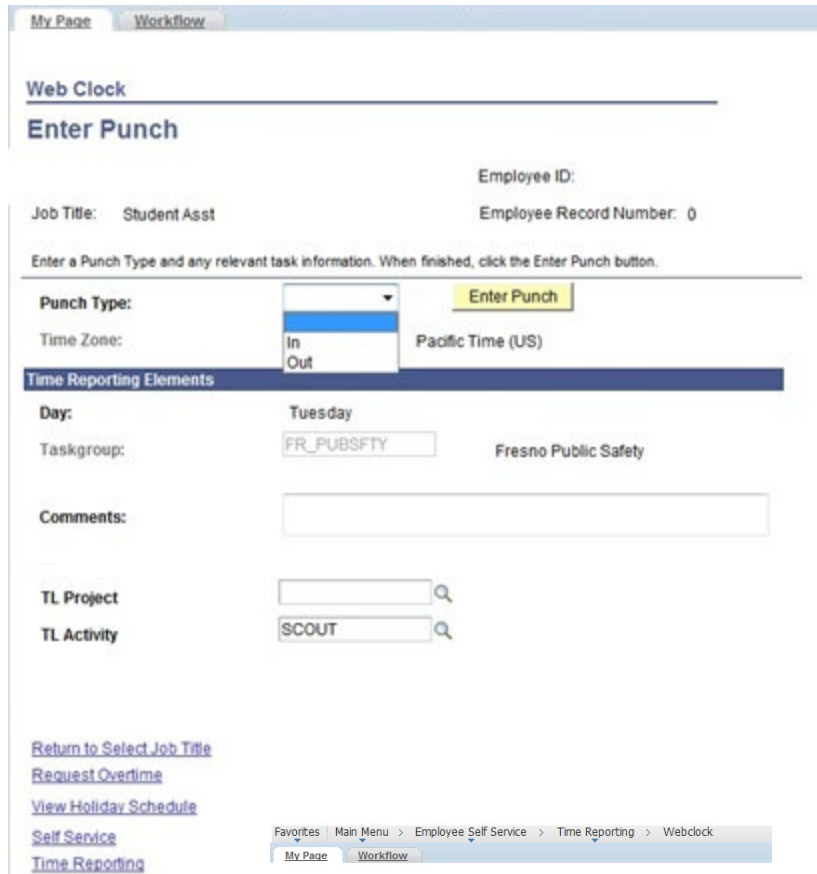 My Page Workflow
Web Clock
Enter Punch
Employee ID:
Job Title: Student Asst Employee Record Number: 0
Enter a Punch Type and any relevant task information. When finished, click the Enter Punch button.
Punch Type: Enter Punch
Time Zone: Pacific Time (US)
In
Out
Time Reporting Elements
Day: Tuesday
Taskgroup: FR_PUBSFTY Fresno Public Safety
Comments:
TL Project
TL Activity SCOUT
Return to Select Job Title
Request Overtime
View Holiday Schedule
Self Service
Time Reporting
Favorites Main Menu > Employee Self Service > Time Reporting > Webclock
My Page Workflow